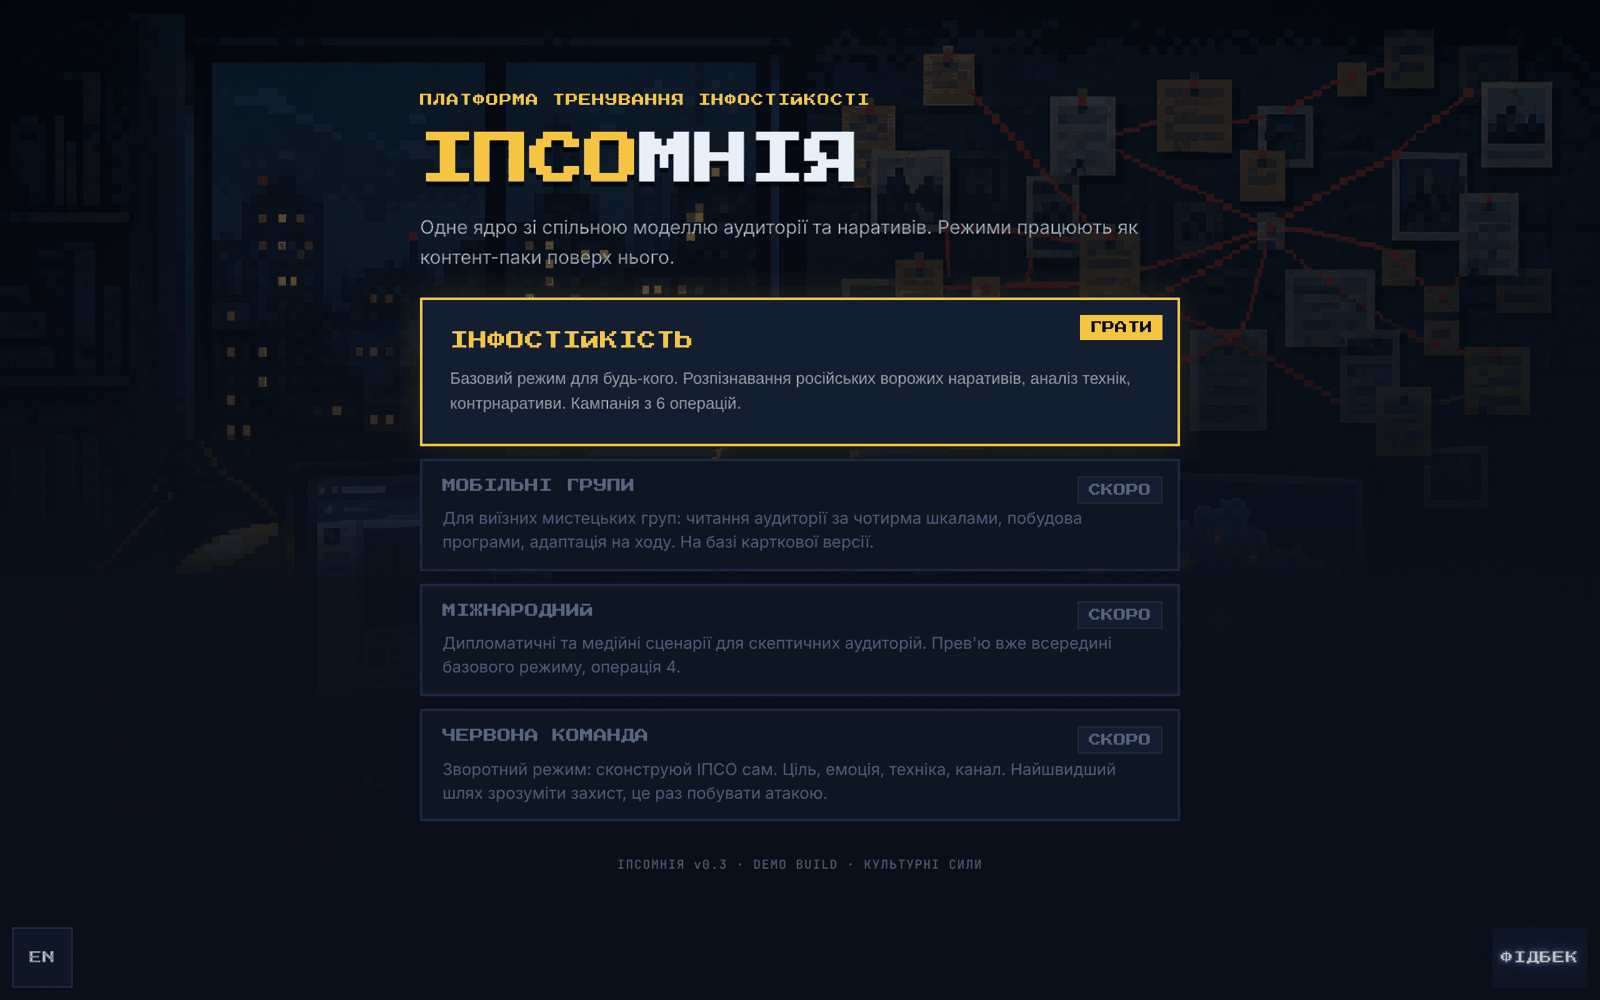 ПЛАТФОРМА ТРЕНУВАННЯ ІНФОСТІЙКОСТІ
ІПСОМНІЯ
Одне ядро зі спільною моделлю аудиторії та наративів. Режими працюють як
контент-паки поверх нього.
ІНФОСТІЙКІСТЬ
ГРАТИ
Базовий режим для будь-кого. Розпізнавання російських ворожих наративів, аналіз технік,
контрнаративи. Кампанія з 6 операцій.
МОБІЛЬНІ ГРУПИ
СКОРО
Для виїзних мистецьких груп: читання аудиторії за чотирма шкалами, побудова
програми, адаптація на ходу. На базі карткової версії.
МІЖНАРОДНИЙ
СКОРО
Дипломатичні та медійні сценарії для скептичних аудиторій. Прев'ю вже всередині
базового режиму, операція 4.
ЧЕРВОНА КОМАНДА
СКОРО
Зворотний режим: сконструюй ІПСО сам. Ціль, емоція, техніка, канал. Найшвидший
шлях зрозуміти захист, це раз побувати атакою.
ІПСОМНІЯ v0.3 · DEMO BUILD · КУЛЬТУРНІ СИЛИ
EN
ФІДБЕК